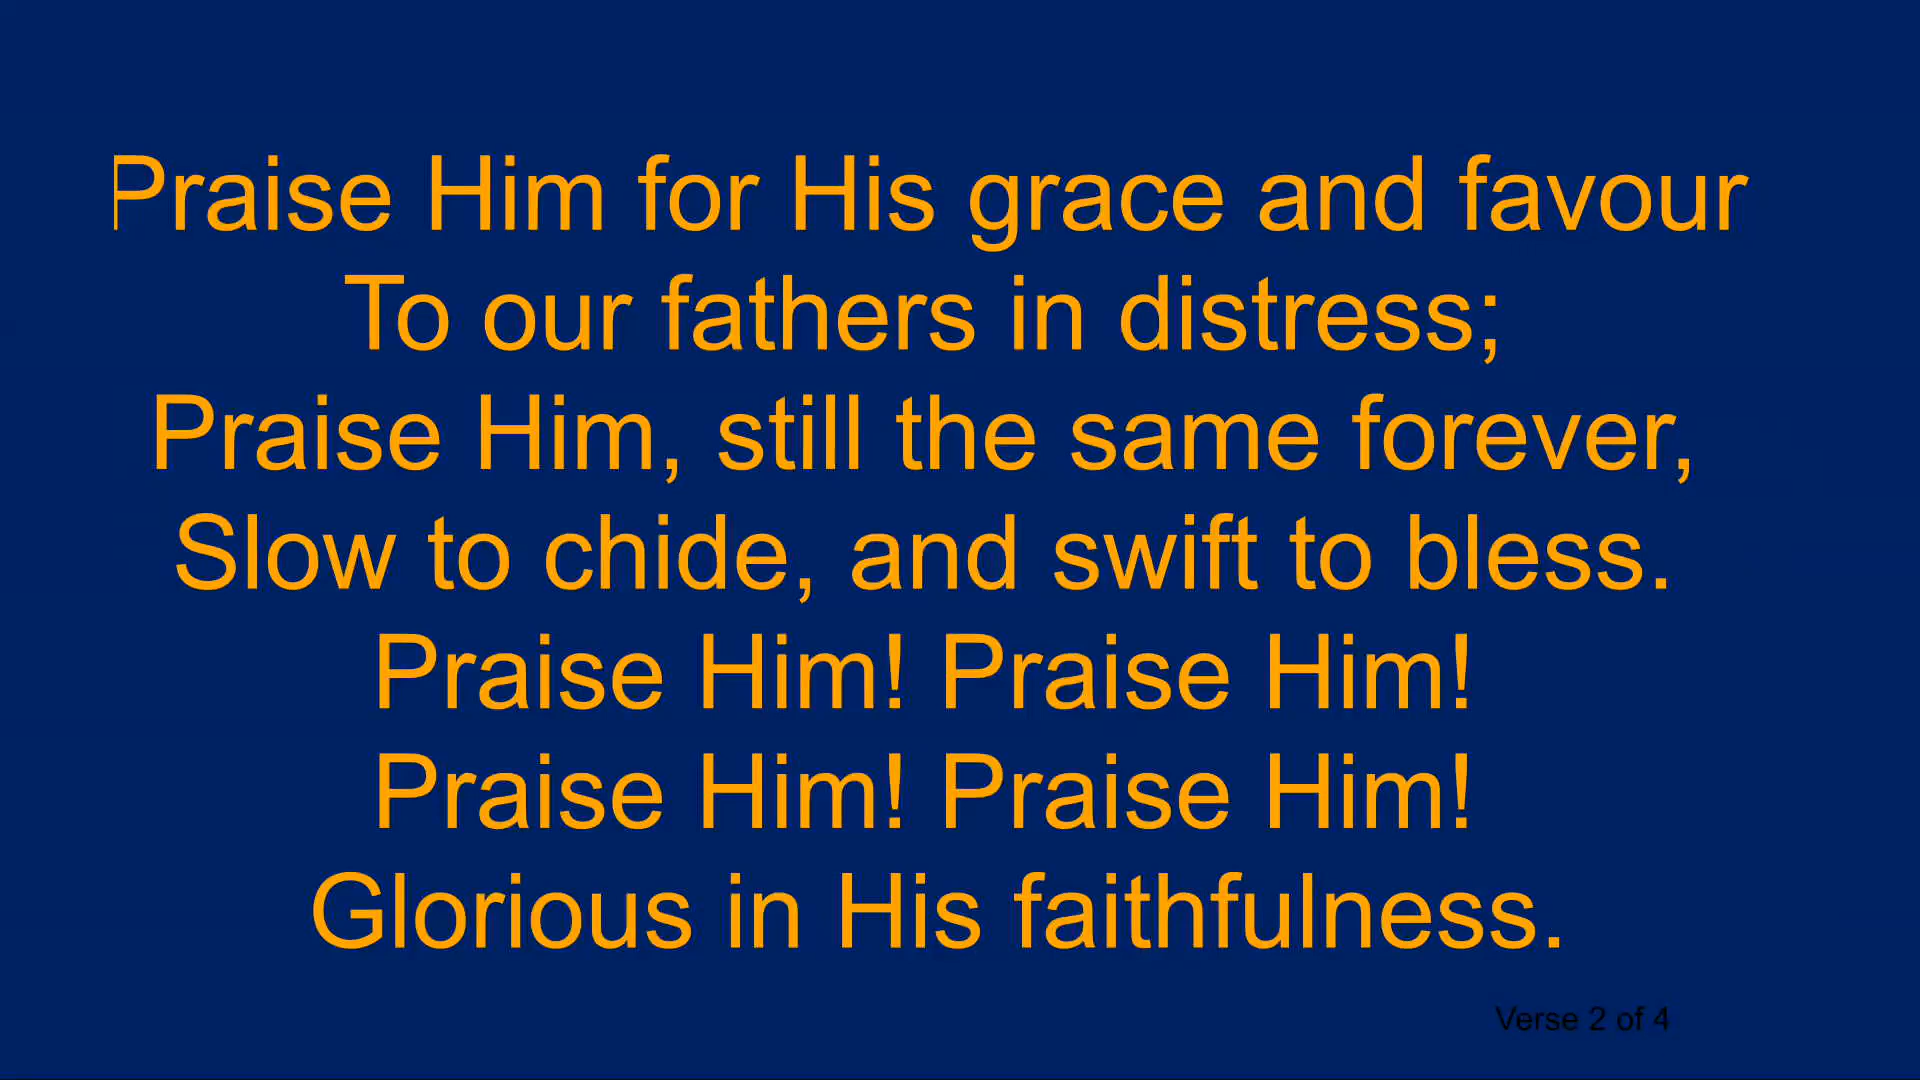 Praise Him for His grace and favour
To our fathers in distress;
Praise Him, still the same forever,
Slow to chide, and swift to bless.
Praise Him! Praise Him!
Praise Him! Praise Him!
Glorious in His faithfulness.
Verse 2 of 4